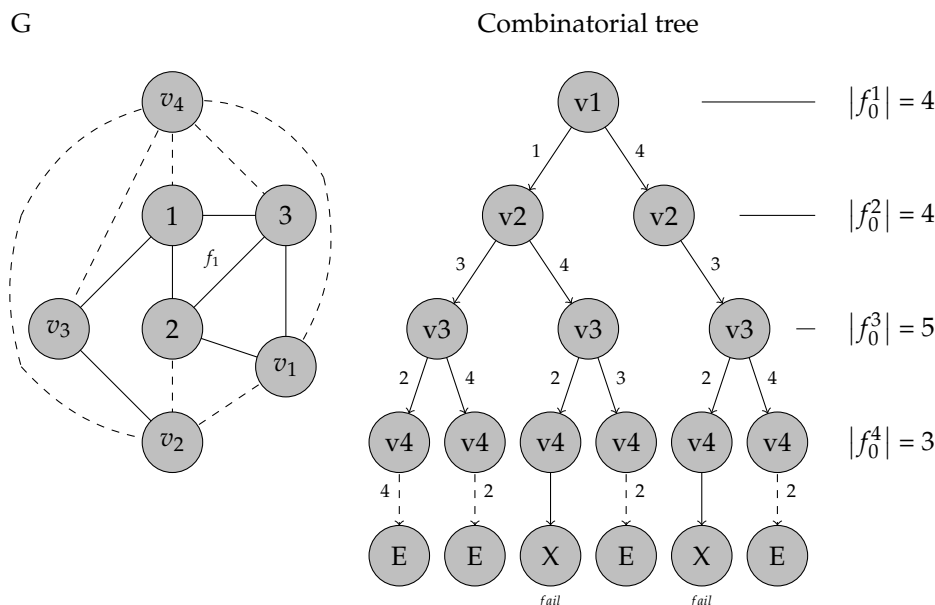 G
Combinatorial tree
v₄
v1
|f₀¹| = 4
1
4
1
3
v2
v2
|f₀²| = 4
f₁
3
4
3
v₃
2
v₁
v3
v3
v3
|f₀³| = 5
2
4
2
3
2
4
v₂
v4
v4
v4
v4
v4
v4
|f₀⁴| = 3
4
2
2
2
E
E
X
E
X
E
fail
fail